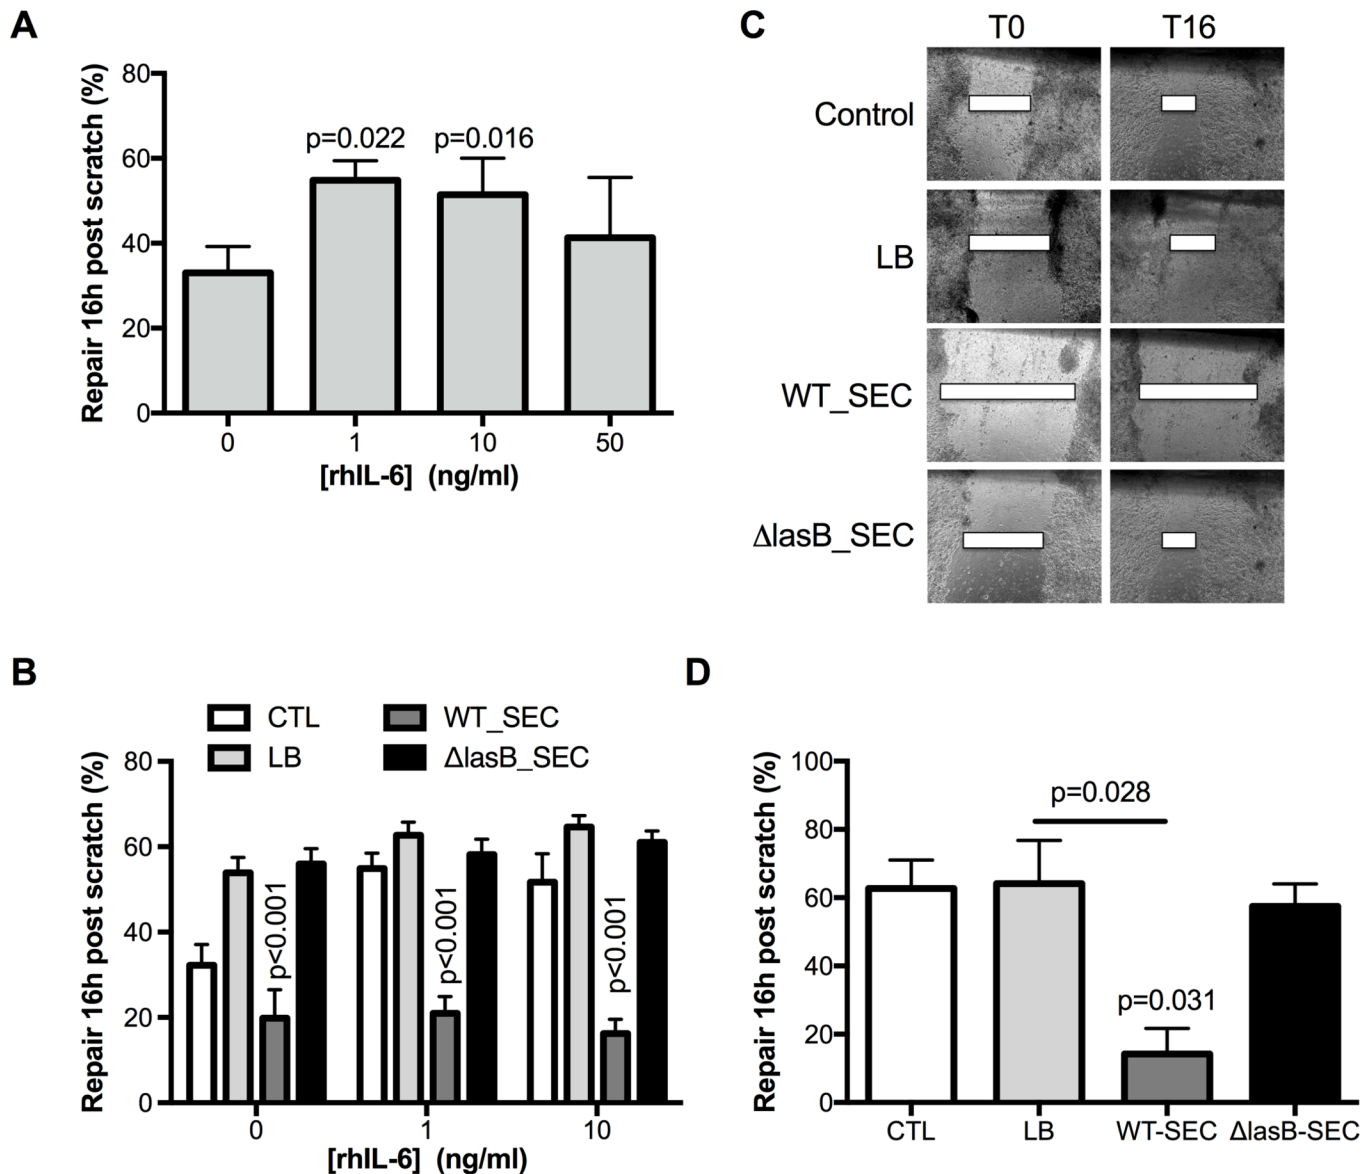 A
Repair 16h post scratch (%)
80
60
40
20
0
p=0.022
p=0.016
0 1 10 50
[rhIL-6] (ng/ml)
C
T0 T16
Control
LB
WT_SEC
ΔlasB_SEC
B
CTL WT_SEC
LB ΔlasB_SEC
Repair 16h post scratch (%)
80
60
40
20
0
p<0.001
p<0.001
p<0.001
0 1 10
[rhIL-6] (ng/ml)
D
Repair 16h post scratch (%)
100
80
60
40
20
0
p=0.028
p=0.031
CTL LB WT-SEC ΔlasB-SEC